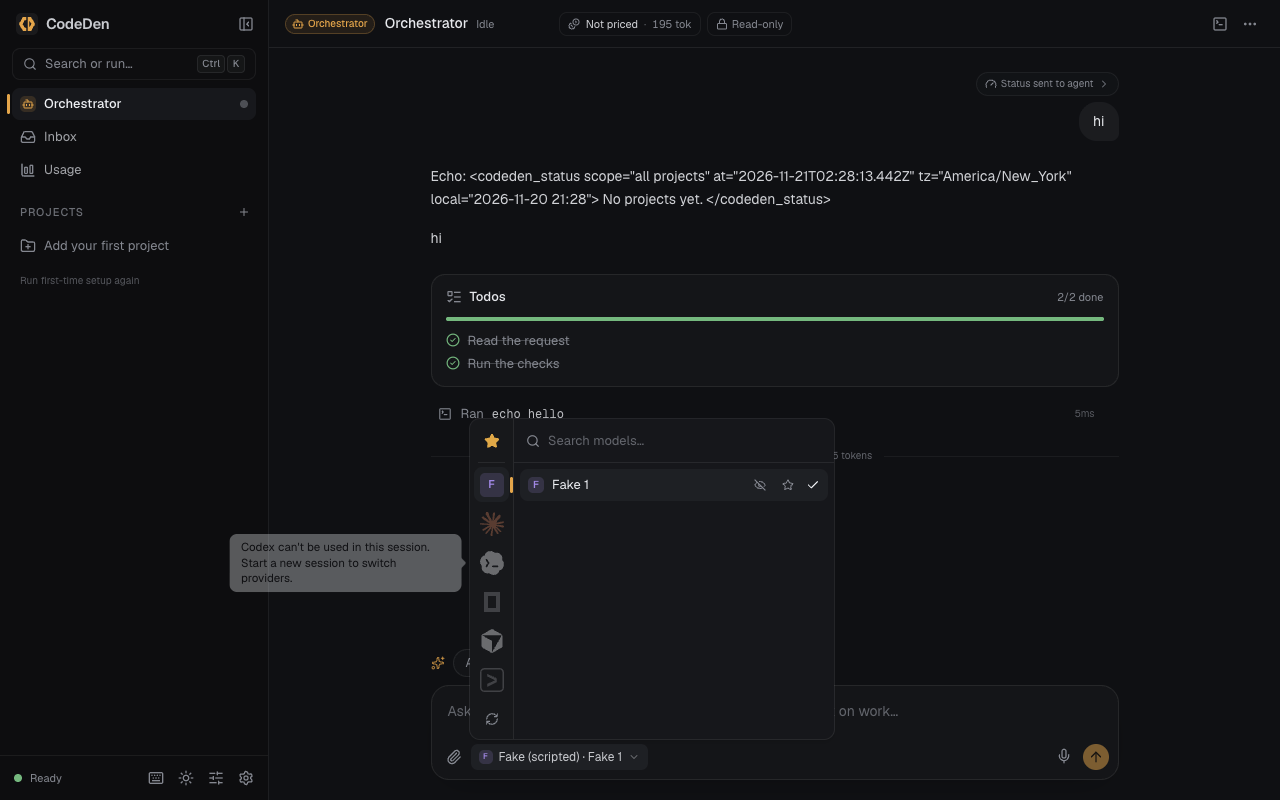 CodeDen
Search or run...
Ctrl K
Orchestrator
Inbox
Usage
PROJECTS
Add your first project
Run first-time setup again
Ready
Orchestrator
Orchestrator Idle
Not priced · 195 tok
Read-only
Status sent to agent
hi
Echo: <codeden_status scope="all projects" at="2026-11-21T02:28:13.442Z" tz="America/New_York"
local="2026-11-20 21:28"> No projects yet. </codeden_status>
hi
Todos
2/2 done
Read the request
Run the checks
Ran echo hello
5ms
tokens
Search models...
F
F Fake 1
Codex can't be used in this session.
Start a new session to switch
providers.
Ask
on work...
F Fake (scripted) · Fake 1